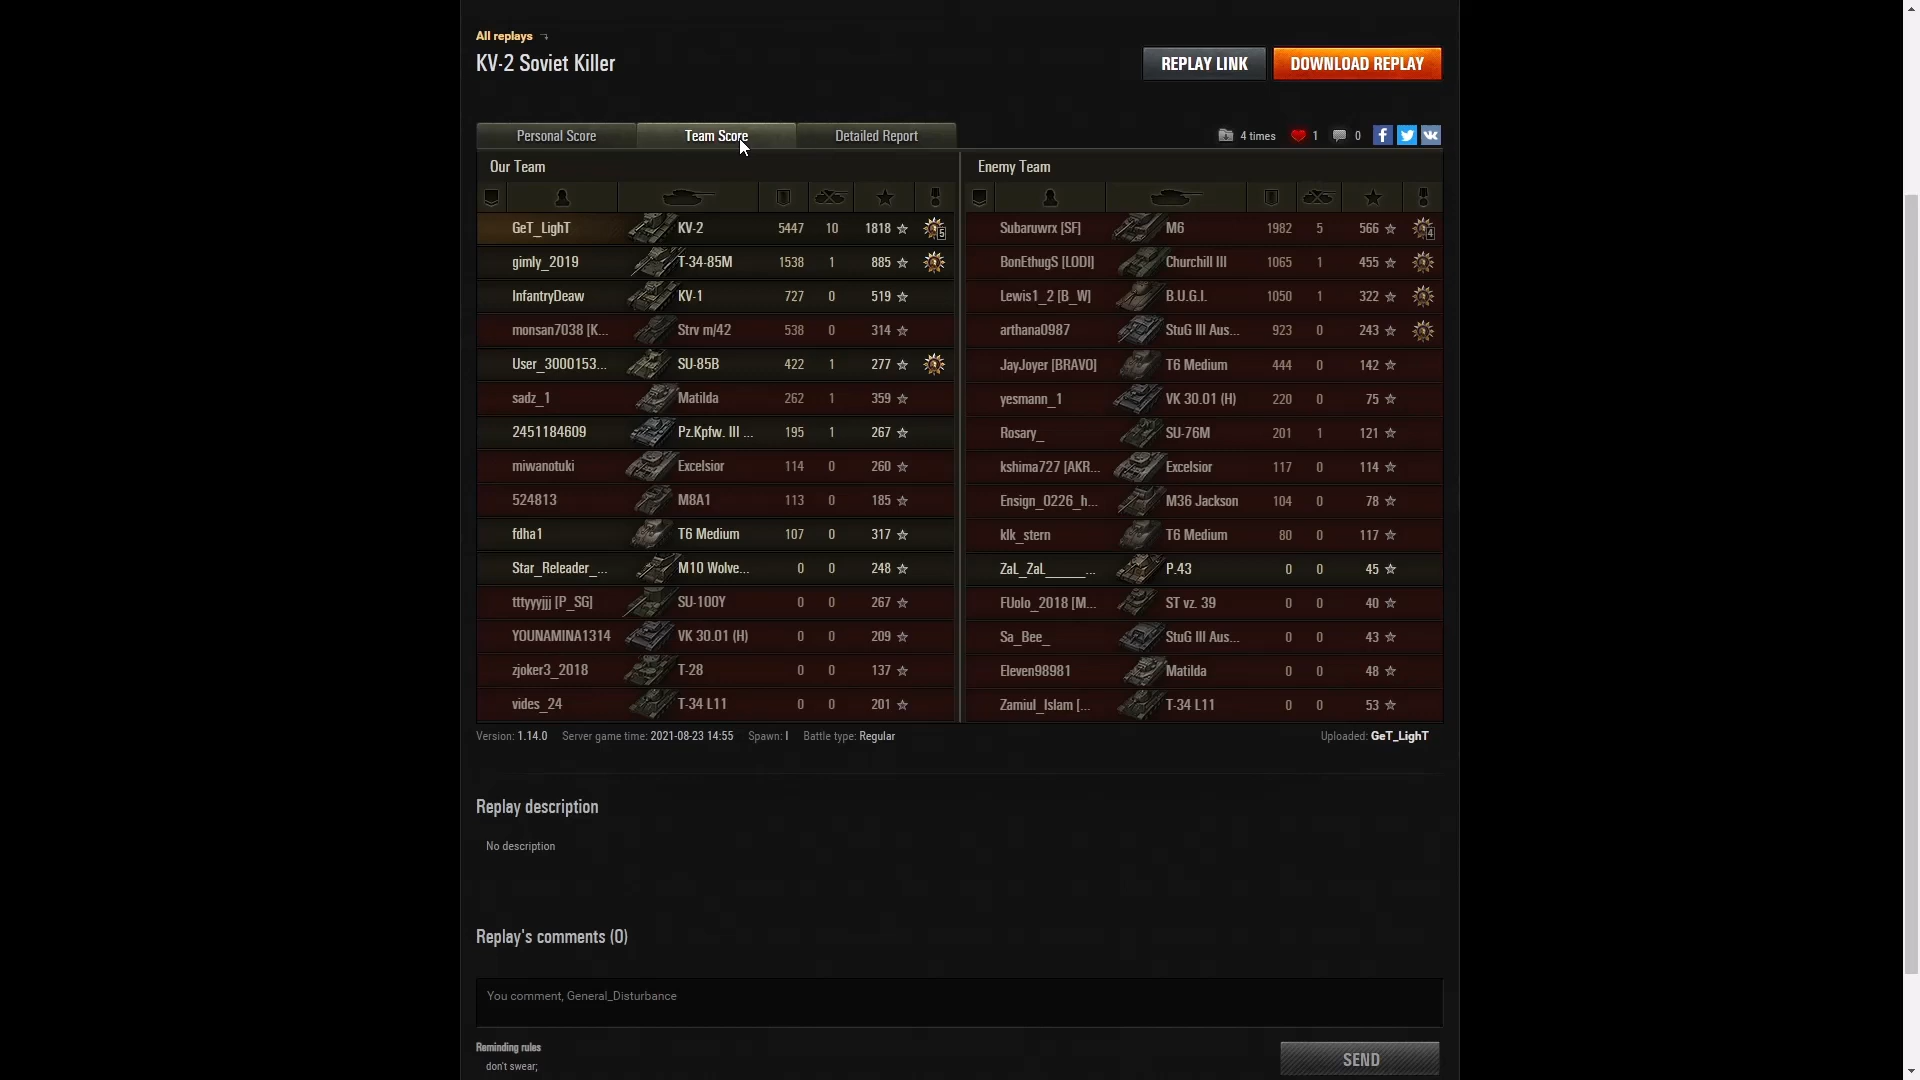 All replays
KV-2 Soviet Killer
REPLAY LINK
DOWNLOAD REPLAY
Personal Score
Team Score
Detailed Report
4 times
1
0
Our Team
GeT_LighT KV-2 5447 10 1818 5
gimly_2019 T-34-85M 1538 1 885
InfantryDeaw KV-1 727 0 519
monsan7038 [K... Strv m/42 538 0 314
User_3000153... SU-85B 422 1 277
sadz_1 Matilda 262 1 359
2451184609 Pz.Kpfw. III ... 195 1 267
miwanotuki Excelsior 114 0 260
524813 M8A1 113 0 185
fdha1 T6 Medium 107 0 317
Star_Releader_... M10 Wolve... 0 0 248
tttyyyjjj [P_SG] SU-100Y 0 0 267
YOUNAMINA1314 VK 30.01 (H) 0 0 209
zjoker3_2018 T-28 0 0 137
vides_24 T-34 L11 0 0 201
Enemy Team
Subaruwrx [SF] M6 1982 5 566 4
BonEthugS [LODI] Churchill III 1065 1 455
Lewis1_2 [B_W] B.U.G.I. 1050 1 322
arthana0987 StuG III Aus... 923 0 243
JayJoyer [BRAVO] T6 Medium 444 0 142
yesmann_1 VK 30.01 (H) 220 0 75
Rosary_ SU-76M 201 1 121
kshima727 [AKR... Excelsior 117 0 114
Ensign_0226_h... M36 Jackson 104 0 78
klk_stern T6 Medium 80 0 117
ZaL_ZaL_____... P.43 0 0 45
FUolo_2018 [M... ST vz. 39 0 0 40
Sa_Bee_ StuG III Aus... 0 0 43
Eleven98981 Matilda 0 0 48
Zamiul_Islam [... T-34 L11 0 0 53
Version: 1.14.0 Server game time: 2021-08-23 14:55 Spawn: I Battle type: Regular
Uploaded: GeT_LighT
Replay description
No description
Replay's comments (0)
You comment, General_Disturbance
Reminding rules
don't swear;
SEND